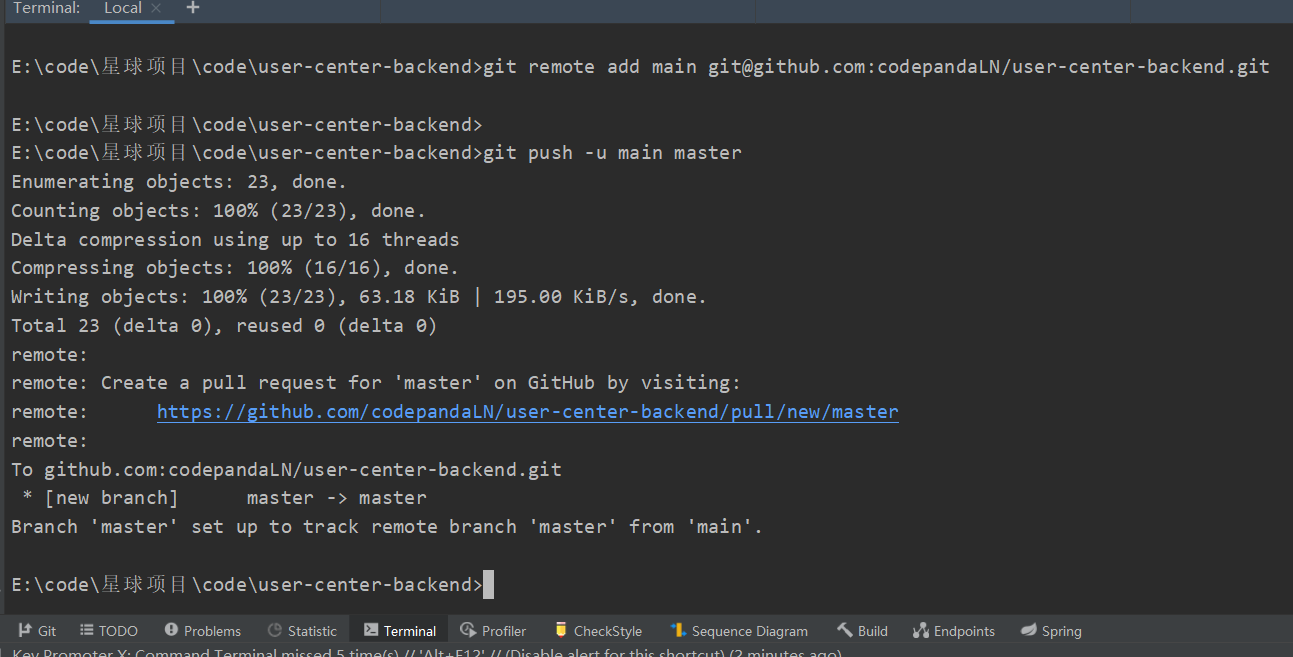 Terminal: Local × +
E:\code\星球项目\code\user-center-backend>git remote add main git@github.com:codepandaLN/user-center-backend.git
E:\code\星球项目\code\user-center-backend>
E:\code\星球项目\code\user-center-backend>git push -u main master
Enumerating objects: 23, done.
Counting objects: 100% (23/23), done.
Delta compression using up to 16 threads
Compressing objects: 100% (16/16), done.
Writing objects: 100% (23/23), 63.18 KiB | 195.00 KiB/s, done.
Total 23 (delta 0), reused 0 (delta 0)
remote:
remote: Create a pull request for 'master' on GitHub by visiting:
remote:      https://github.com/codepandaLN/user-center-backend/pull/new/master
remote:
To github.com:codepandaLN/user-center-backend.git
 * [new branch]      master -> master
Branch 'master' set up to track remote branch 'master' from 'main'.
E:\code\星球项目\code\user-center-backend>
Git TODO Problems Statistic Terminal Profiler CheckStyle Sequence Diagram Build Endpoints Spring
Key Promoter X: Command Terminal missed 5 time(s) // 'Alt+F12' // (Disable alert for this shortcut) (2 minutes ago)